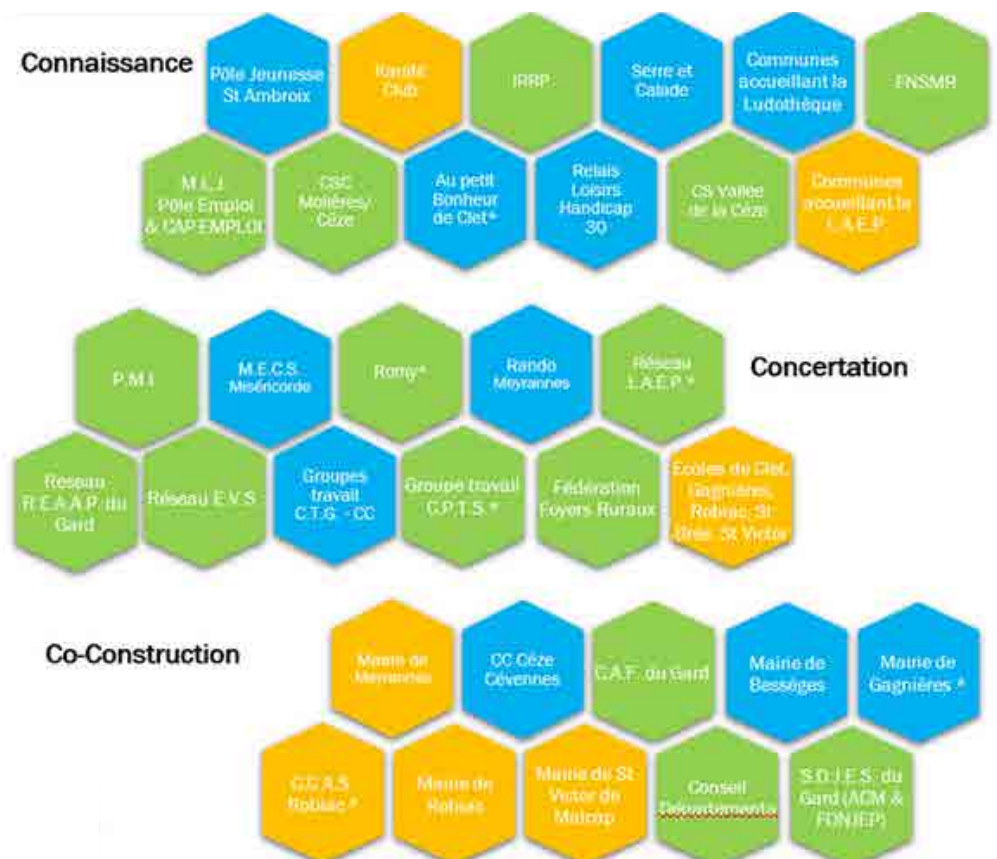 Connaissance
Pôle Jeunesse
St Ambroix
Karaté
Club
IRRP
Serre et
Calade
Communes
accueillant la
Ludothèque
FNSMR
M.L.J.
Pôle Emploi
& CAP EMPLOI
CSC
Molières/
Cèze
Au petit
Bonheur
de Clet*
Relais
Loisirs
Handicap
30
CS Vallée
de la Cèze
Communes
accueillant le
L.A.E.P.
Concertation
P.M.I.
M.E.C.S.
Miséricorde
Romy*
Rando
Meyrannes
Réseau
L.A.E.P.*
Réseau
R.E.A.A.P. du
Gard
Réseau E.V.S
Groupes
travail
C.T.G. - CC
Groupe travail
C.P.T.S.*
Fédération
Foyers Ruraux
Ecoles de Clet,
Gagnières,
Robiac, St
St Victor
Co-Construction
Mairie de
Meyrannes
CC Cèze
Cévennes
C.A.F. du Gard
Mairie de
Bessèges
Mairie de
Gagnières *
C.C.A.S
Robiac *
Mairie de
Robiac
Mairie de St
Victor de
Malcap
Conseil
Départementa
S.D.J.E.S. du
Gard (ACM &
FONJEP)